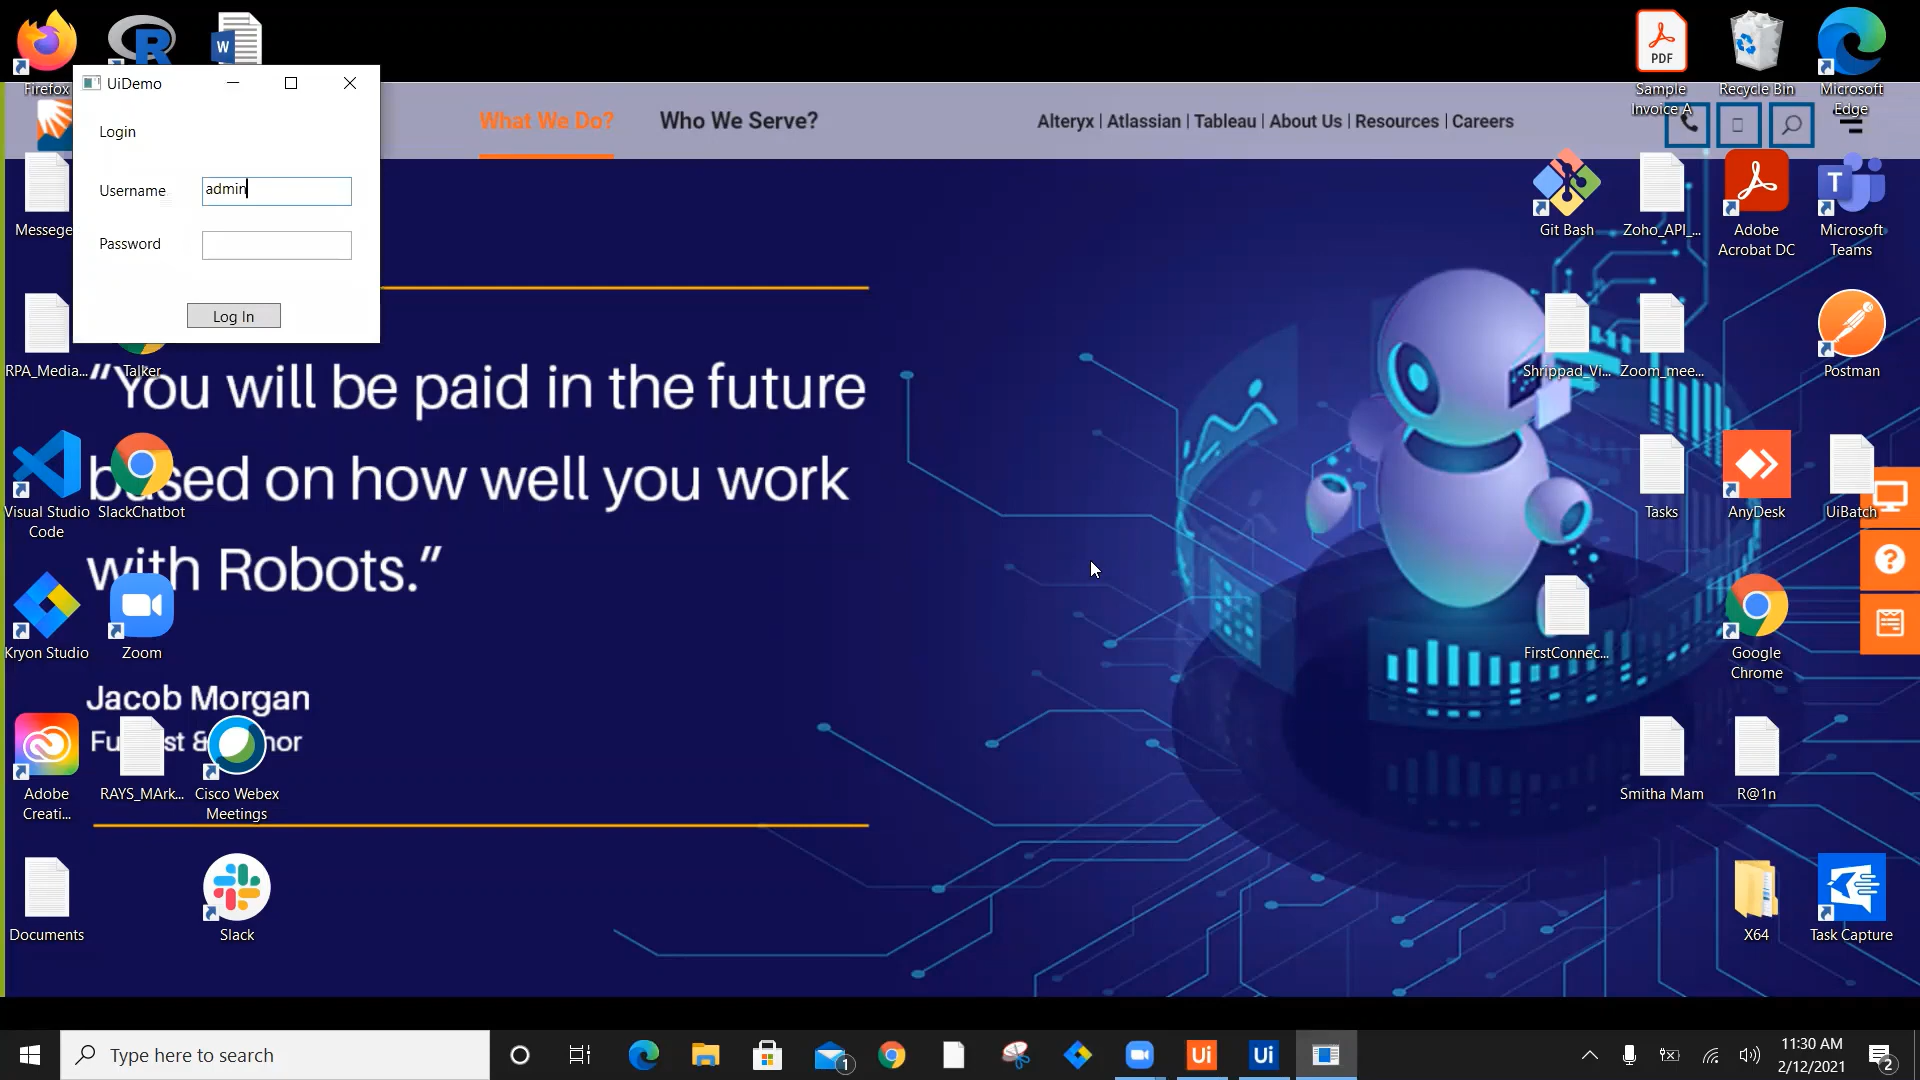 Firefox
UiDemo
Login
Username
admin
Password
Log In
What We Do?
Who We Serve?
Alteryx | Atlassian | Tableau | About Us | Resources | Careers
PDF
Sample
Invoice A
Recycle Bin
Microsoft
Edge
Messege
Git Bash
Zoho_API_...
Adobe
Acrobat DC
Microsoft
Teams
RPA_Media...
Talker
Shrippad_Vi...
Zoom_mee...
Postman
“You will be paid in the future
based on how well you work
with Robots.”
Visual Studio
Code
SlackChatbot
Tasks
AnyDesk
UiBatch
Kryon Studio
Zoom
FirstConnec...
Google
Chrome
Jacob Morgan
Adobe
Creati...
RAYS_MArk...
Cisco Webex
Meetings
Smitha Mam
R@1n
Documents
Slack
X64
Task Capture
Type here to search
1
Ui
Ui
11:30 AM
2/12/2021
2